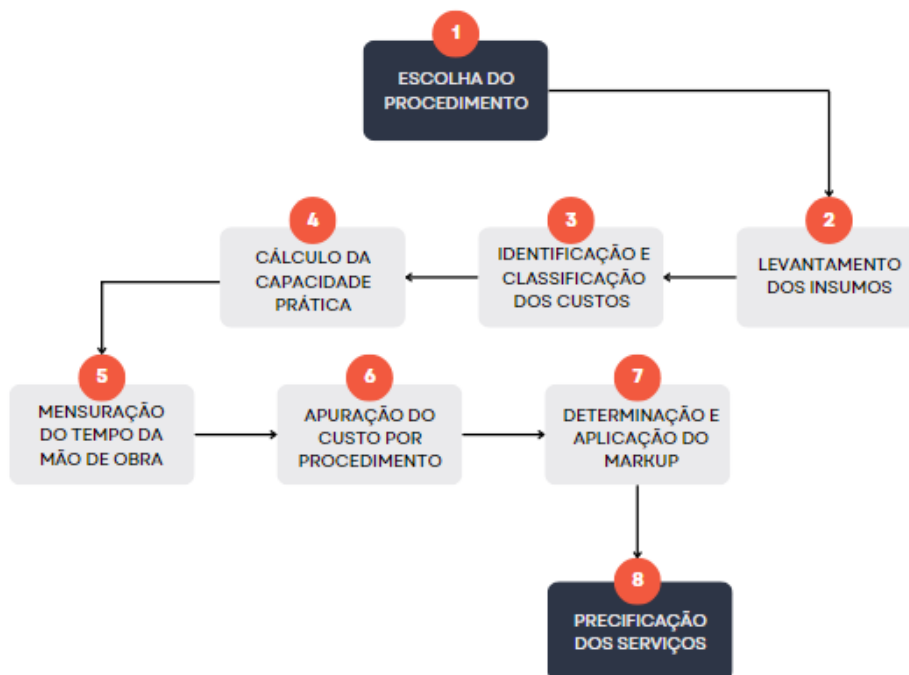 1
ESCOLHA DO
PROCEDIMENTO
2
LEVANTAMENTO
DOS INSUMOS
3
IDENTIFICAÇÃO E
CLASSIFICAÇÃO
DOS CUSTOS
4
CÁLCULO DA
CAPACIDADE
PRÁTICA
5
MENSURAÇÃO
DO TEMPO DA
MÃO DE OBRA
6
APURAÇÃO DO
CUSTO POR
PROCEDIMENTO
7
DETERMINAÇÃO E
APLICAÇÃO DO
MARKUP
8
PRECIFICAÇÃO
DOS SERVIÇOS